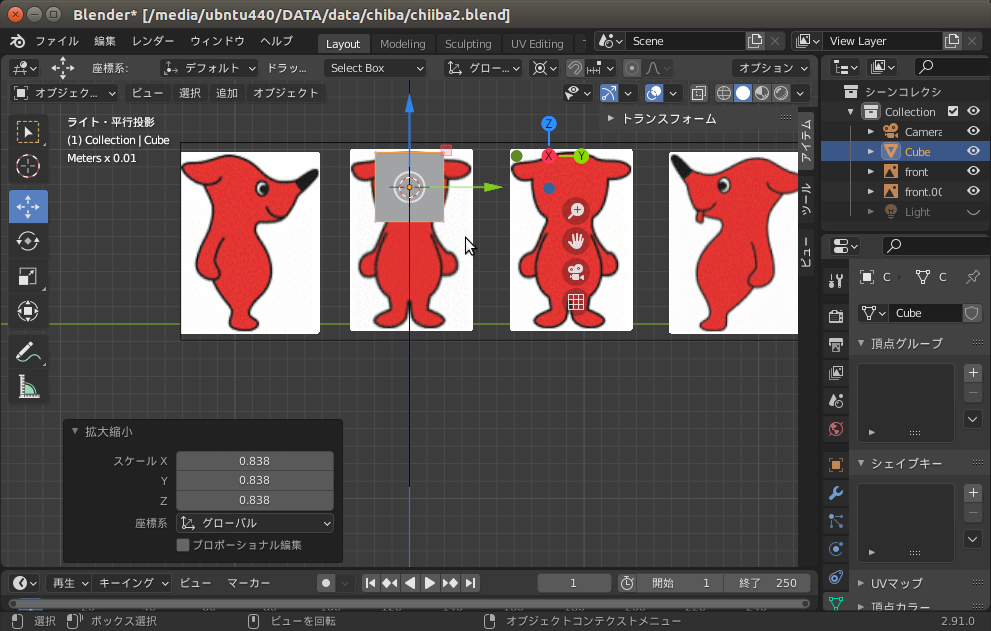 Blender* [/media/ubntu440/DATA/data/chiba/chiiba2.blend]
ファイル 編集 レンダー ウィンドウ ヘルプ Layout Modeling Sculpting UV Editing Scene View Layer
座標系: デフォルト ドラッ... Select Box グロー... オプション
オブジェク... ビュー 選択 追加 オブジェクト
ライト・平行投影
(1) Collection | Cube
Meters x 0.01
トランスフォーム
アイテム
ツール
ビュー
Z
X
Y
シーンコレクシ
Collection
Camera
Cube
front
front.00
Light
C C
Cube
頂点グループ
シェイプキー
UVマップ
頂点カラー
拡大縮小
スケール X 0.838
Y 0.838
Z 0.838
座標系 グローバル
プロポーショナル編集
再生 キーイング ビュー マーカー 1 開始 1 終了 250
選択 ボックス選択 ビューを回転 オブジェクトコンテクストメニュー 2.91.0